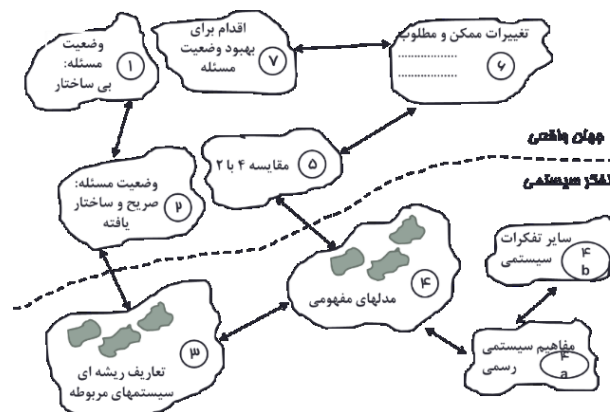 وضعیت
مسئله:
بی ساختار
۱
اقدام برای
بهبود وضعیت
مسئله
۷
تغییرات ممکن و مطلوب
....................
....................
۶
جهان واقعی
تفکر سیستمی
مقایسه ۴ با ۲
۵
وضعیت مسئله:
صریح و ساختار
یافته
۲
مدلهای مفهومی
۴
سایر تفکرات
سیستمی
۴
b
مفاهیم سیستمی
رسمی
۴
a
تعاریف ریشه ای
سیستمهای مربوطه
۳